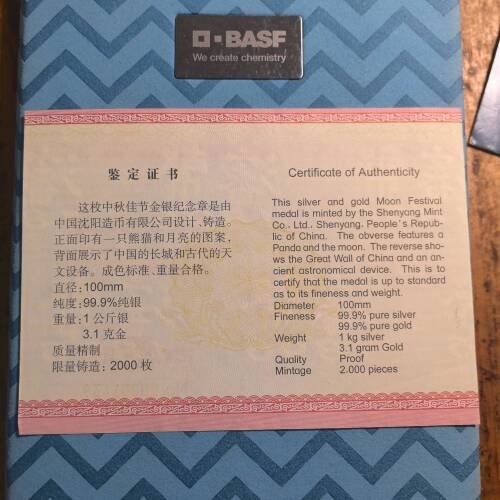 BASF
We create chemistry
鉴定证书
这枚中秋佳节金银纪念章是由
中国沈阳造币有限公司设计、铸造。
正面印有一只熊猫和月亮的图案，
背面展示了中国的长城和古代的天
文设备。成色标准、重量合格。
直径:100mm
纯度:99.9%纯银
重量:1公斤银
3.1克金
质量精制
限量铸造:2000枚
Certificate of Authenticity
This silver and gold Moon Festival
medal is minted by the Shenyang Mint
Co., Ltd., Shenyang. People's Repub-
lic of China. The obverse features a
Panda and the moon. The reverse sho-
ws the Great Wall of China and an an-
cient astronomical device. This is to
certify that the medal is up to standard
as to its fineness and weight.
Diameter 100mm
Fineness 99.9% pure silver
99.9% pure gold
Weight 1 kg silver
3.1 gram Gold
Quality Proof
Mintage 2.000 pieces